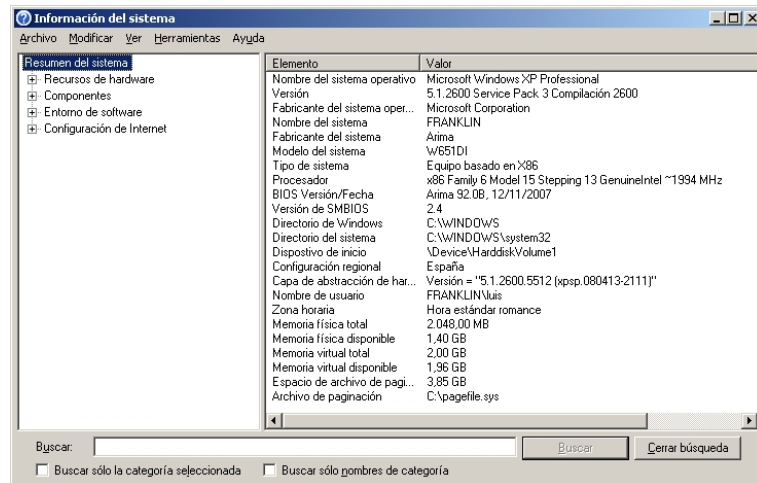 Información del sistema
Archivo Modificar Ver Herramientas Ayuda
Resumen del sistema
Recursos de hardware
Componentes
Entorno de software
Configuración de Internet
Elemento Valor
Nombre del sistema operativo Microsoft Windows XP Professional
Versión 5.1.2600 Service Pack 3 Compilación 2600
Fabricante del sistema oper... Microsoft Corporation
Nombre del sistema FRANKLIN
Fabricante del sistema Arima
Modelo del sistema W651DI
Tipo de sistema Equipo basado en X86
Procesador x86 Family 6 Model 15 Stepping 13 GenuineIntel ~1994 MHz
BIOS Versión/Fecha Arima 92.0B, 12/11/2007
Versión de SMBIOS 2.4
Directorio de Windows C:\WINDOWS
Directorio del sistema C:\WINDOWS\system32
Dispostivo de inicio \Device\HarddiskVolume1
Configuración regional España
Capa de abstracción de har... Versión = "5.1.2600.5512 (xpsp.080413-2111)"
Nombre de usuario FRANKLIN\luis
Zona horaria Hora estándar romance
Memoria física total 2.048,00 MB
Memoria física disponible 1,40 GB
Memoria virtual total 2,00 GB
Memoria virtual disponible 1,96 GB
Espacio de archivo de pagi... 3,85 GB
Archivo de paginación C:\pagefile.sys
Buscar: Buscar Cerrar búsqueda
Buscar sólo la categoría seleccionada Buscar sólo nombres de categoría